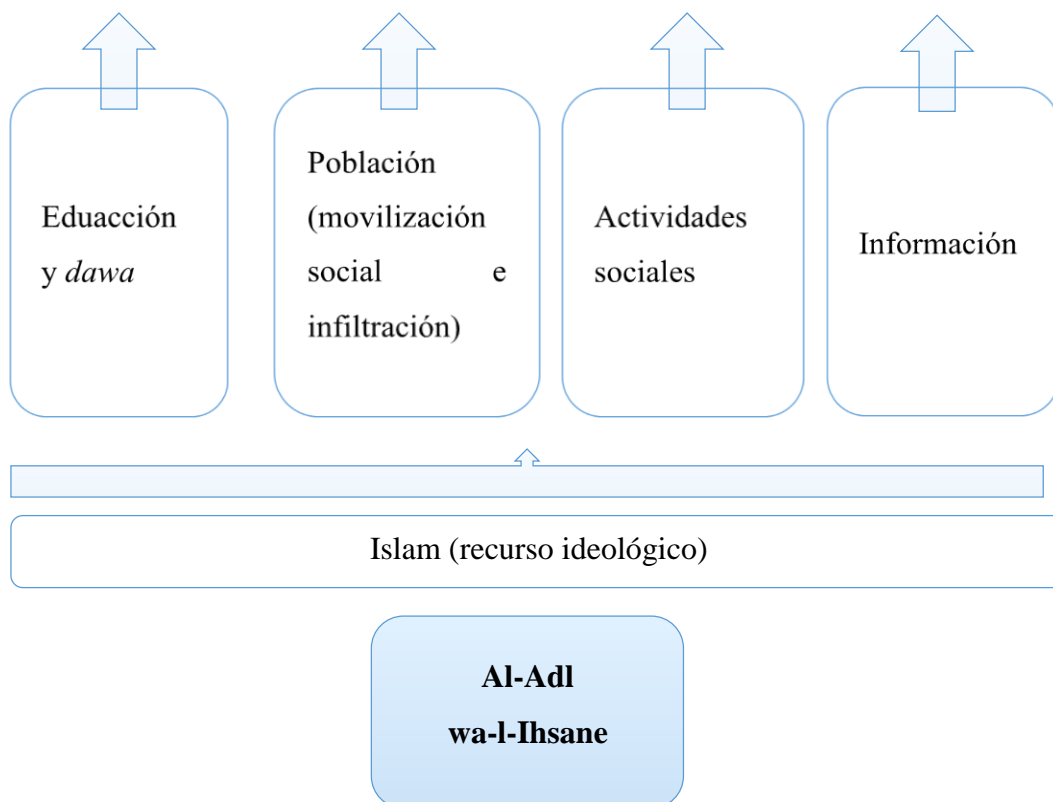 Eduacción
y dawa
Población
(movilización
social e
infiltración)
Actividades
sociales
Información
Islam (recurso ideológico)
Al-Adl
wa-l-Ihsane